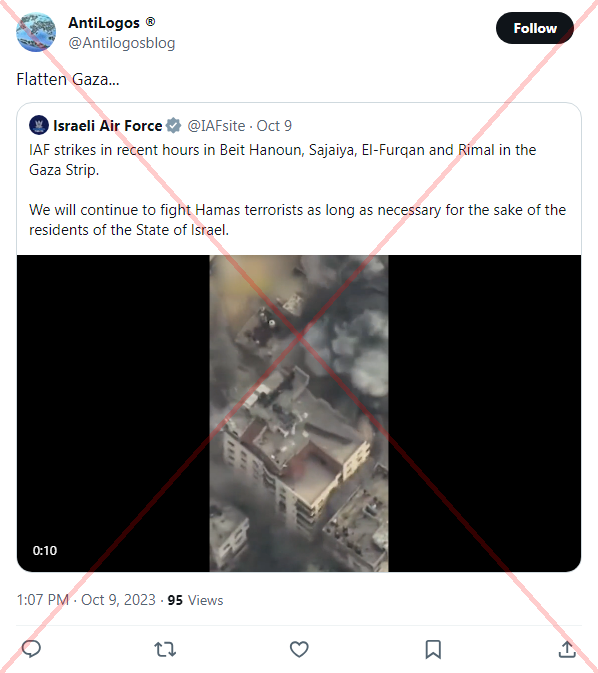 AntiLogos ®
@Antilogosblog
Follow
Flatten Gaza...
Israeli Air Force @IAFsite · Oct 9
IAF strikes in recent hours in Beit Hanoun, Sajaiya, El-Furqan and Rimal in the
Gaza Strip.
We will continue to fight Hamas terrorists as long as necessary for the sake of the
residents of the State of Israel.
0:10
1:07 PM · Oct 9, 2023 · 95 Views